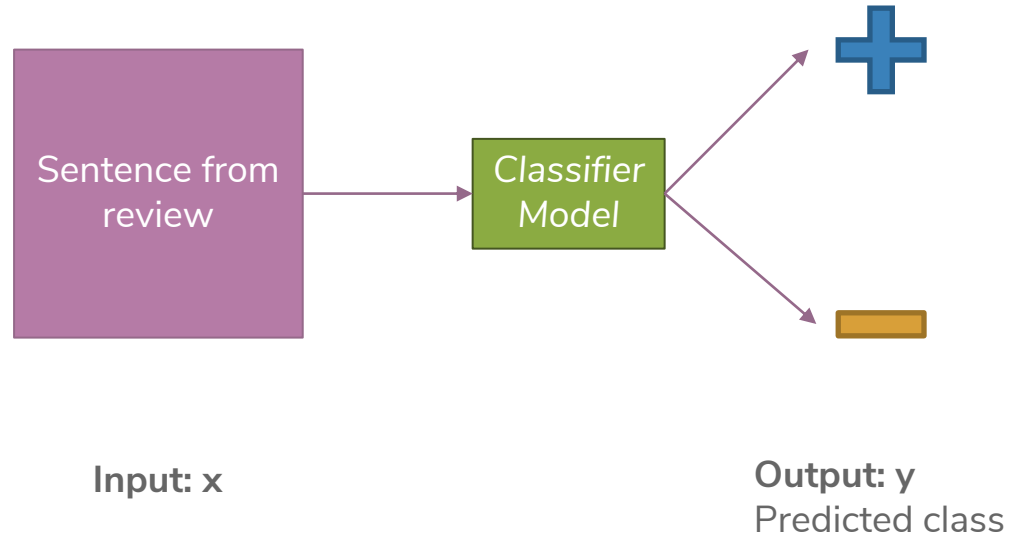 Sentence from
review
Classifier
Model
Input: x
Output: y
Predicted class